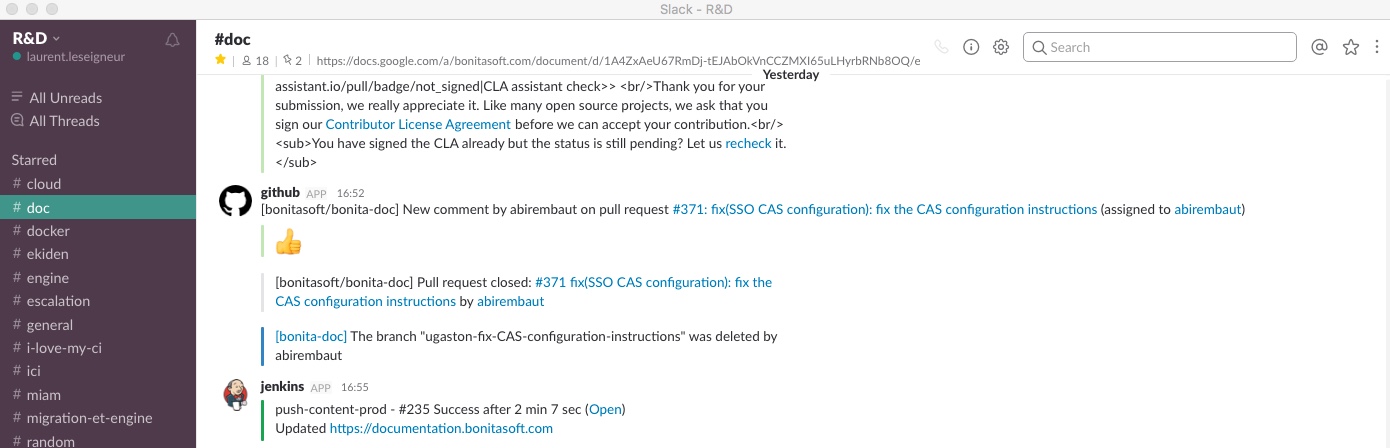 Slack - R&D
R&D
laurent.leseigneur
All Unreads
All Threads
Starred
# cloud
# doc
# docker
# ekiden
# engine
# escalation
# general
# i-love-my-ci
# ici
# miam
# migration-et-engine
# random
#doc
18 | 2 | https://docs.google.com/a/bonitasoft.com/document/d/1A4ZxAeU67RmDj-tEJAbOkVnCCZMXI65uLHyrbRNb8OQ/e
Search
Yesterday
assistant.io/pull/badge/not_signed|CLA assistant check>> <br/>Thank you for your
submission, we really appreciate it. Like many open source projects, we ask that you
sign our Contributor License Agreement before we can accept your contribution.<br/>
<sub>You have signed the CLA already but the status is still pending? Let us recheck it.
</sub>
github APP 16:52
[bonitasoft/bonita-doc] New comment by abirembaut on pull request #371: fix(SSO CAS configuration): fix the CAS configuration instructions (assigned to abirembaut)
[bonitasoft/bonita-doc] Pull request closed: #371 fix(SSO CAS configuration): fix the
CAS configuration instructions by abirembaut
[bonita-doc] The branch "ugaston-fix-CAS-configuration-instructions" was deleted by
abirembaut
jenkins APP 16:55
push-content-prod - #235 Success after 2 min 7 sec (Open)
Updated https://documentation.bonitasoft.com